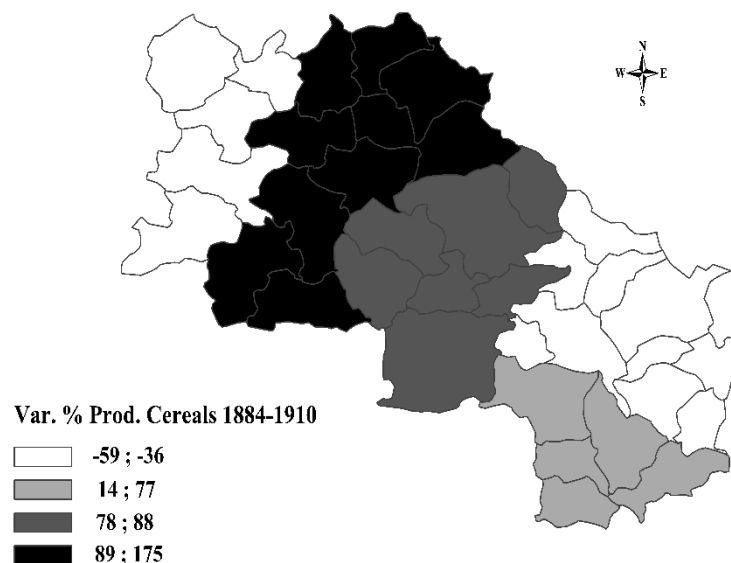 N
W E
S
Var. % Prod. Cereals 1884-1910
-59 ; -36
14 ; 77
78 ; 88
89 ; 175